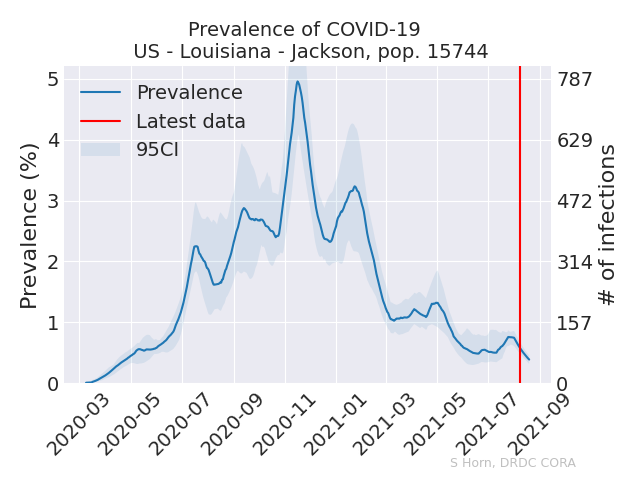 Prevalence of COVID-19
US - Louisiana - Jackson, pop. 15744
Prevalence
Latest data
95CI
Prevalence (%)
5
4
3
2
1
0
787
629
472
314
157
0
# of infections
2020-03
2020-05
2020-07
2020-09
2020-11
2021-01
2021-03
2021-05
2021-07
2021-09
S Horn, DRDC CORA